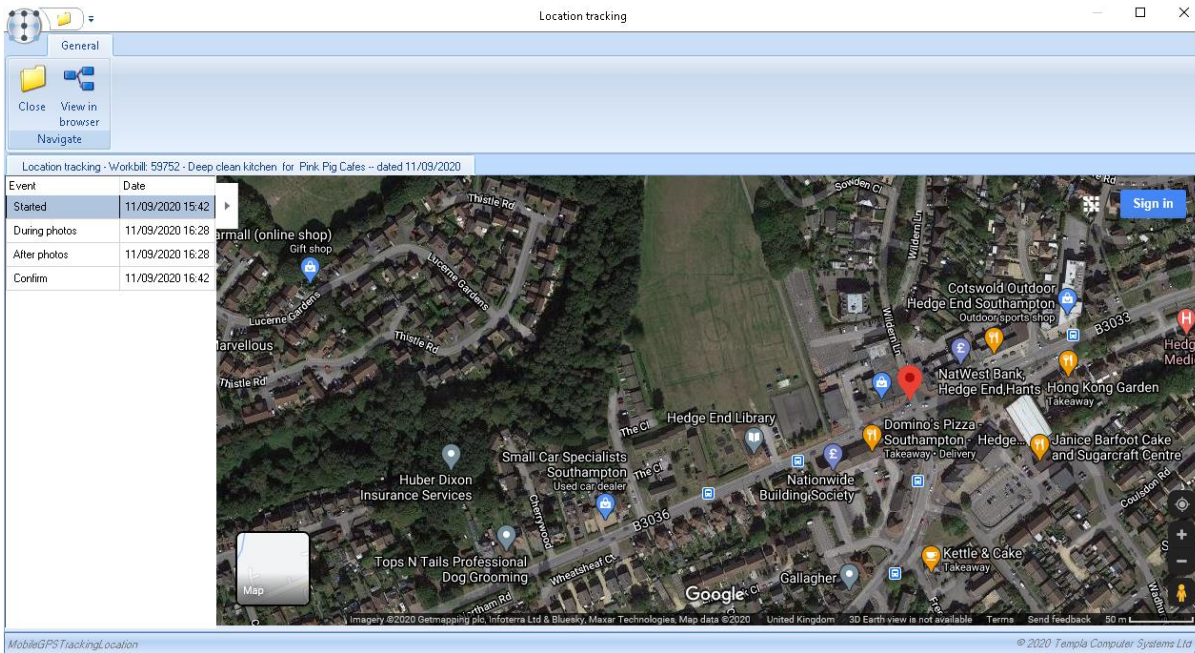 Location tracking
General
Close
View in
browser
Navigate
Location tracking - Workbill: 59752 - Deep clean kitchen for Pink Pig Cafes -- dated 11/09/2020
Event Date
Started 11/09/2020 15:42
During photos 11/09/2020 16:28
After photos 11/09/2020 16:28
Confirm 11/09/2020 16:42
Sowden Cl
Sign in
Thistle Rd
armall (online shop)
Gift shop
Wildern Ln
Lucerne Gardens
Cotswold Outdoor
Hedge End Southampton
Outdoor sports shop
Lucerne Gardens
B3033
Wildern Ln
Thistle Rd
Marvellous
Hedg
Medi
NatWest Bank,
Hedge End,Hants
Hong Kong Garden
Takeaway
Thistle Rd
Hedge End Library
The Cl
Domino's Pizza
Southampton - Hedge...
Takeaway • Delivery
Janice Barfoot Cake
and Sugarcraft Centre
Small Car Specialists
Southampton
Used car dealer
The Cl
Huber Dixon
Insurance Services
Nationwide
Building Society
Coulsdon Rd
Cherrywood
B3036
Tops N Tails Professional
Dog Grooming
Wheatsheaf Ct
Kettle & Cake
Takeaway
Gallagher
Map
Google
Imagery ©2020 Getmapping plc, Infoterra Ltd & Bluesky, Maxar Technologies, Map data ©2020 United Kingdom 3D Earth view is not available Terms Send feedback 50 m
MobileGPSTrackingLocation
© 2020 Templa Computer Systems Ltd